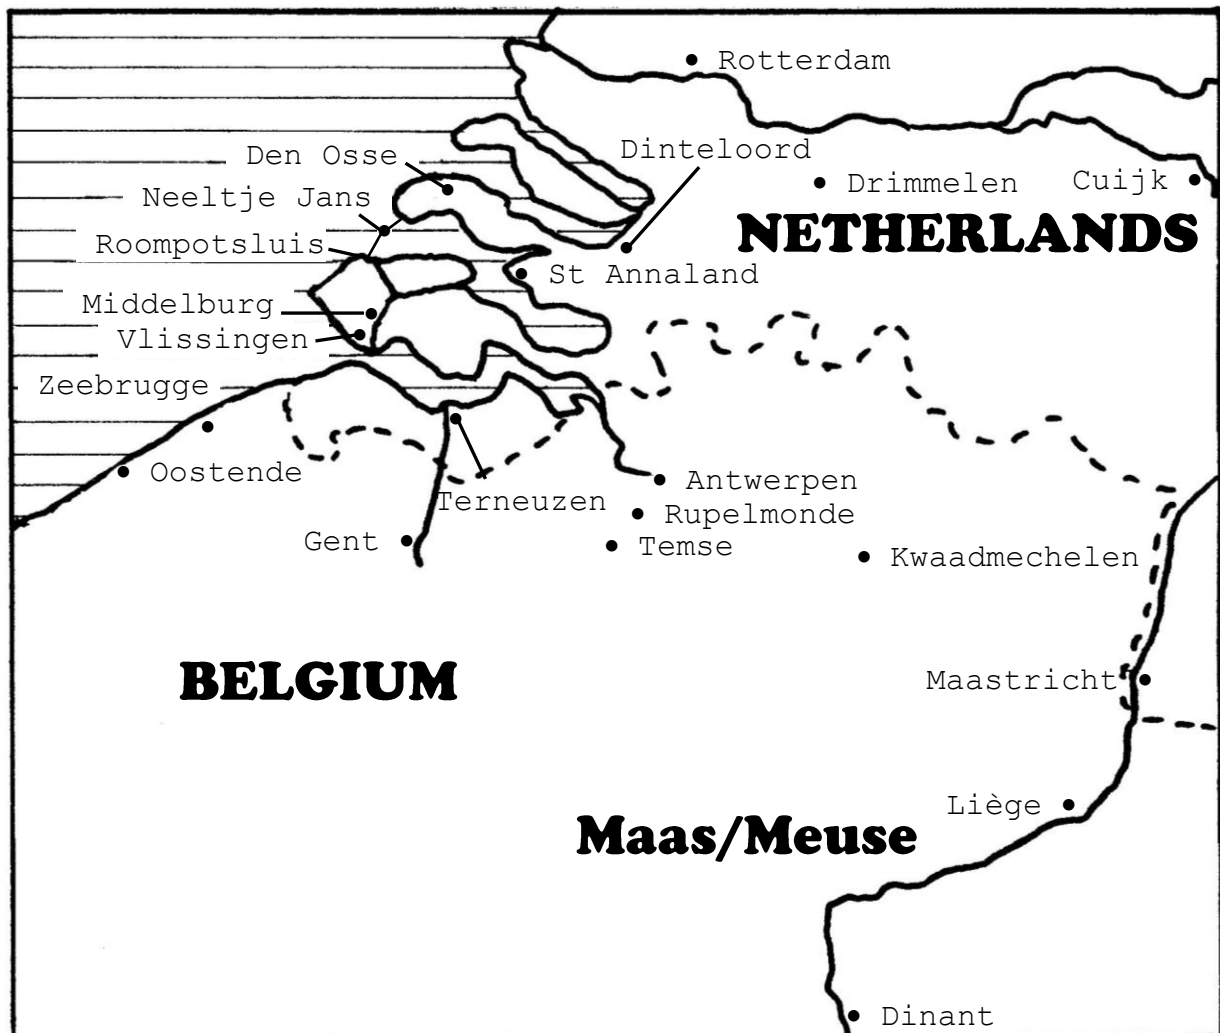 Rotterdam
Dinteloord
Den Osse
Drimmelen
Cuijk
Neeltje Jans
NETHERLANDS
Roompotsluis
St Annaland
Middelburg
Vlissingen
Zeebrugge
Oostende
Antwerpen
Terneuzen
Rupelmonde
Gent
Temse
Kwaadmechelen
BELGIUM
Maastricht
Liège
Maas/Meuse
Dinant